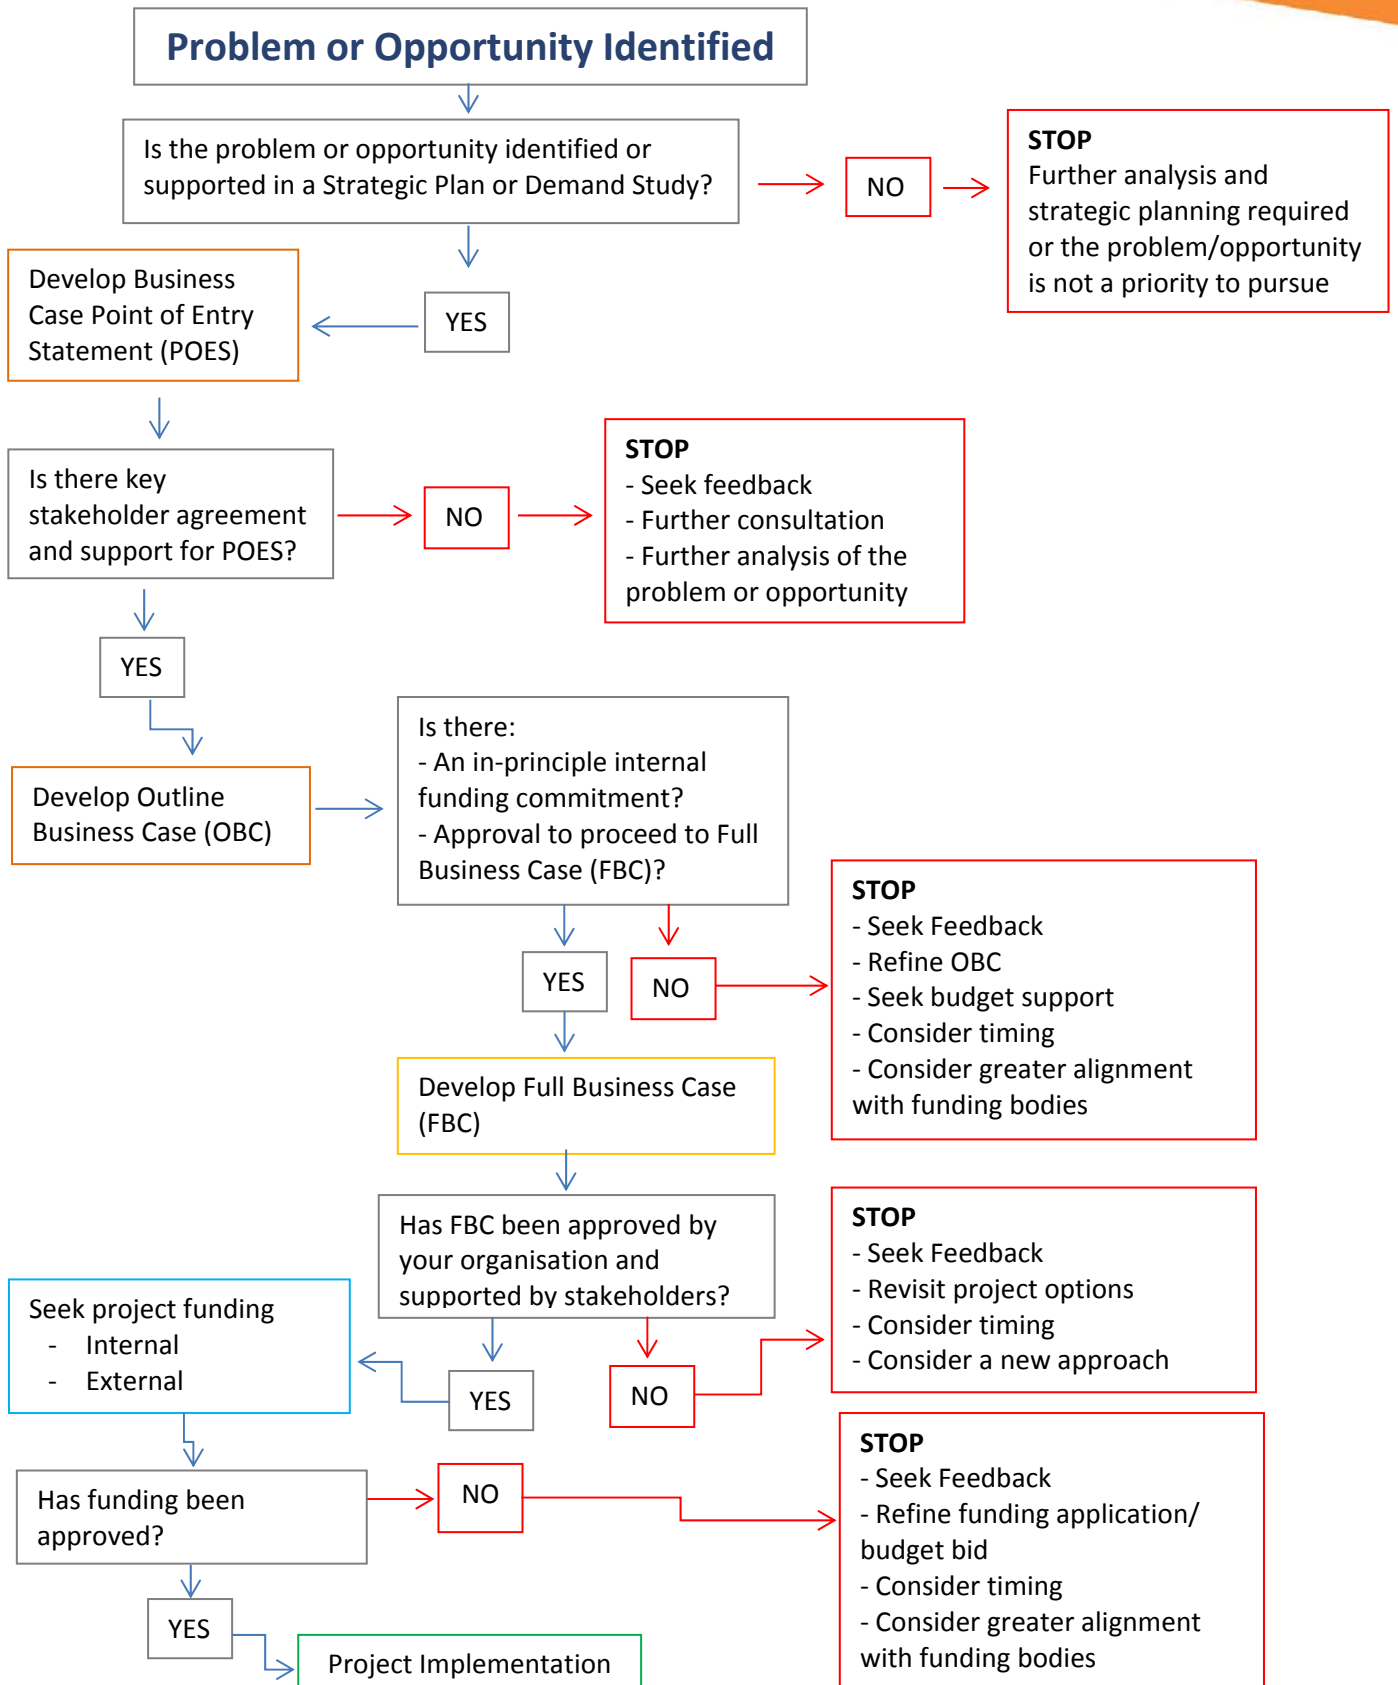 Problem or Opportunity Identified
Is the problem or opportunity identified or
supported in a Strategic Plan or Demand Study?
NO
STOP
Further analysis and
strategic planning required
or the problem/opportunity
is not a priority to pursue
YES
Develop Business
Case Point of Entry
Statement (POES)
Is there key
stakeholder agreement
and support for POES?
NO
STOP
- Seek feedback
- Further consultation
- Further analysis of the
problem or opportunity
YES
Develop Outline
Business Case (OBC)
Is there:
- An in-principle internal
funding commitment?
- Approval to proceed to Full
Business Case (FBC)?
YES
NO
STOP
- Seek Feedback
- Refine OBC
- Seek budget support
- Consider timing
- Consider greater alignment
with funding bodies
Develop Full Business Case
(FBC)
Has FBC been approved by
your organisation and
supported by stakeholders?
YES
NO
STOP
- Seek Feedback
- Revisit project options
- Consider timing
- Consider a new approach
Seek project funding
- Internal
- External
Has funding been
approved?
NO
STOP
- Seek Feedback
- Refine funding application/
budget bid
- Consider timing
- Consider greater alignment
with funding bodies
YES
Project Implementation